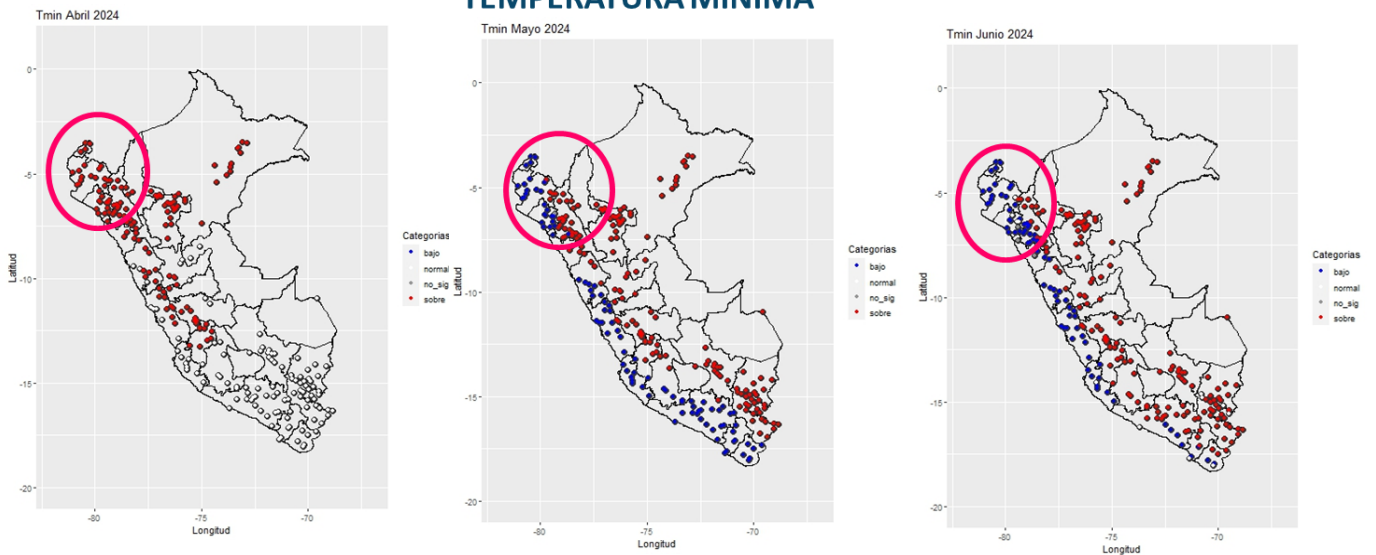 TEMPERATURA MÍNIMA
Tmin Abril 2024
0
-5
-10
-15
-20
Latitud
-80
-75
-70
Longitud
Categorias
bajo
normal
no_sig
sobre
Tmin Mayo 2024
0
-5
-10
-15
-20
Latitud
-80
-75
-70
Longitud
Categorias
bajo
normal
no_sig
sobre
Tmin Junio 2024
0
-5
-10
-15
-20
Latitud
-80
-75
-70
Longitud
Categorias
bajo
normal
no_sig
sobre